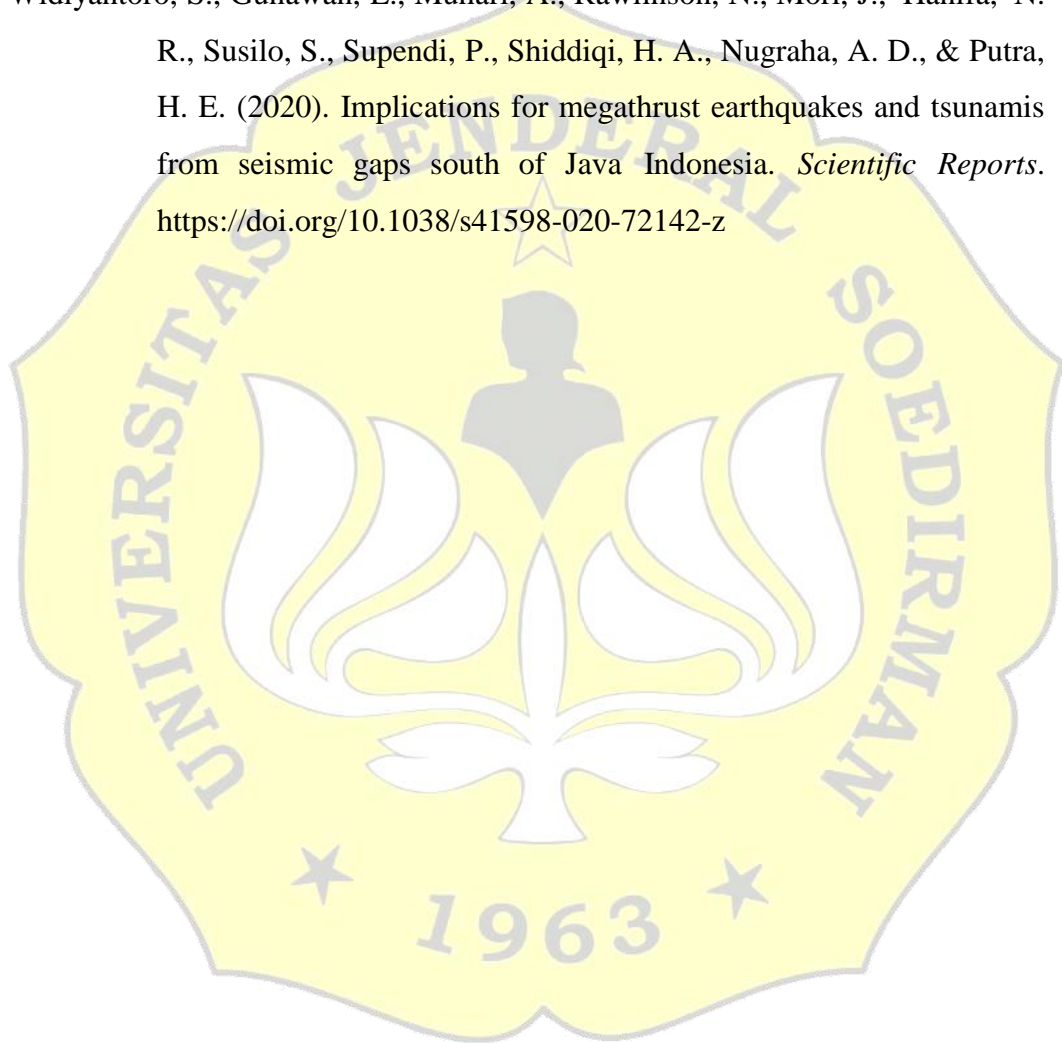 Widiyantoro, S., Gunawan, E., Muhari, A., Rawlinson, N., Mori, J., Hanifa, N.
R., Susilo, S., Supendi, P., Shiddiqi, H. A., Nugraha, A. D., & Putra,
H. E. (2020). Implications for megathrust earthquakes and tsunamis
from seismic gaps south of Java Indonesia. Scientific Reports.
https://doi.org/10.1038/s41598-020-72142-z
UNIVERSITAS JENDERAL SOEDIRMAN
1963